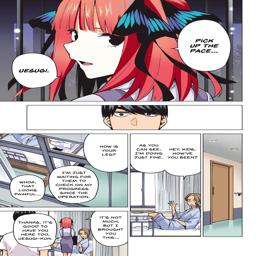 PICK
UP THE
PACE...
UESUGI.
HEY, KIDS.
HOW'VE
YOU BEEN?
AS YOU
CAN SEE,
I'M DOING
JUST FINE.
HOW IS
YOUR
LEG?
I'M JUST
WAITING FOR
THEM TO
CHECK ON MY
PROGRESS
SINCE THE
OPERATION.
WHOA,
THAT
LOOKS
PAINFUL...
IT'S NOT
MUCH,
BUT I
BROUGHT
YOU
THIS...
THANKS. IT'S
GOOD TO
HAVE YOU
HERE TOO,
UESUGI-KUN.